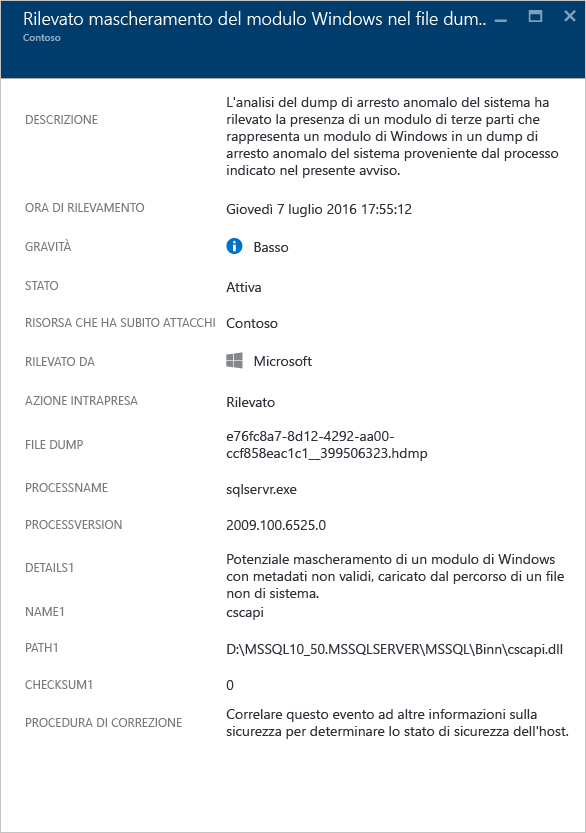 Rilevato mascheramento del modulo Windows nel file dum..
Contoso
DESCRIZIONE
L'analisi del dump di arresto anomalo del sistema ha
rilevato la presenza di un modulo di terze parti che
rappresenta un modulo di Windows in un dump di
arresto anomalo del sistema proveniente dal processo
indicato nel presente avviso.
ORA DI RILEVAMENTO
Giovedì 7 luglio 2016 17:55:12
GRAVITÀ
Basso
STATO
Attiva
RISORSA CHE HA SUBITO ATTACCHI
Contoso
RILEVATO DA
Microsoft
AZIONE INTRAPRESA
Rilevato
FILE DUMP
e76fc8a7-8d12-4292-aa00-
ccf858eac1c1__399506323.hdmp
PROCESSNAME
sqlservr.exe
PROCESSVERSION
2009.100.6525.0
DETAILS1
Potenziale mascheramento di un modulo di Windows
con metadati non validi, caricato dal percorso di un file
non di sistema.
NAME1
cscapi
PATH1
D:\MSSQL10_50.MSSQLSERVER\MSSQL\Binn\cscapi.dll
CHECKSUM1
0
PROCEDURA DI CORREZIONE
Correlare questo evento ad altre informazioni sulla
sicurezza per determinare lo stato di sicurezza dell'host.